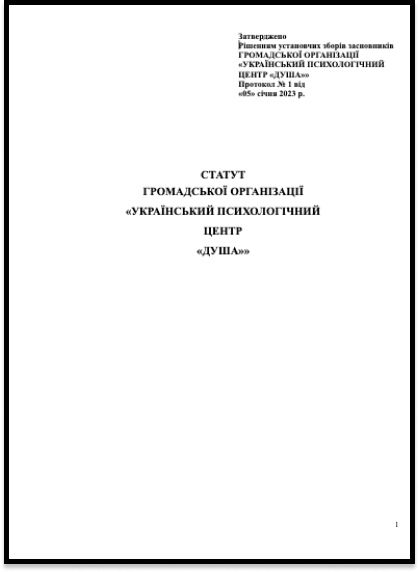 Затверджено
Рішенням установчих зборів засновників
ГРОМАДСЬКОЇ ОРГАНІЗАЦІЇ
«УКРАЇНСЬКИЙ ПСИХОЛОГІЧНИЙ
ЦЕНТР «ДУША»»
Протокол № 1 від
«05» січня 2023 р.
СТАТУТ
ГРОМАДСЬКОЇ ОРГАНІЗАЦІЇ
«УКРАЇНСЬКИЙ ПСИХОЛОГІЧНИЙ
ЦЕНТР
«ДУША»»
1